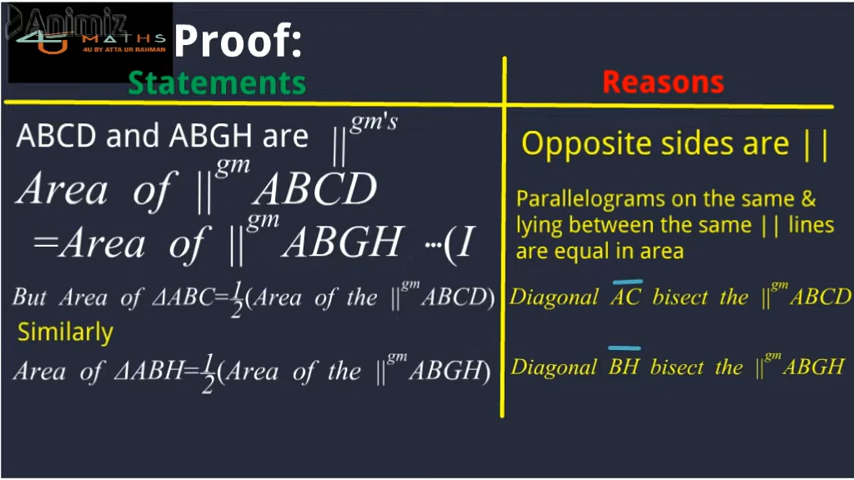 Animiz
4U MATHS
4U BY ATTA UR RAHMAN
Proof:
Statements
Reasons
ABCD and ABGH are ||gm's
Opposite sides are ||
Area of ||gm ABCD
=Area of ||gm ABGH ...(I
Parallelograms on the same &
lying between the same || lines
are equal in area
But Area of ΔABC=1/2(Area of the ||gm ABCD)
Diagonal AC bisect the ||gm ABCD
Similarly
Area of ΔABH=1/2(Area of the ||gm ABGH)
Diagonal BH bisect the ||gm ABGH